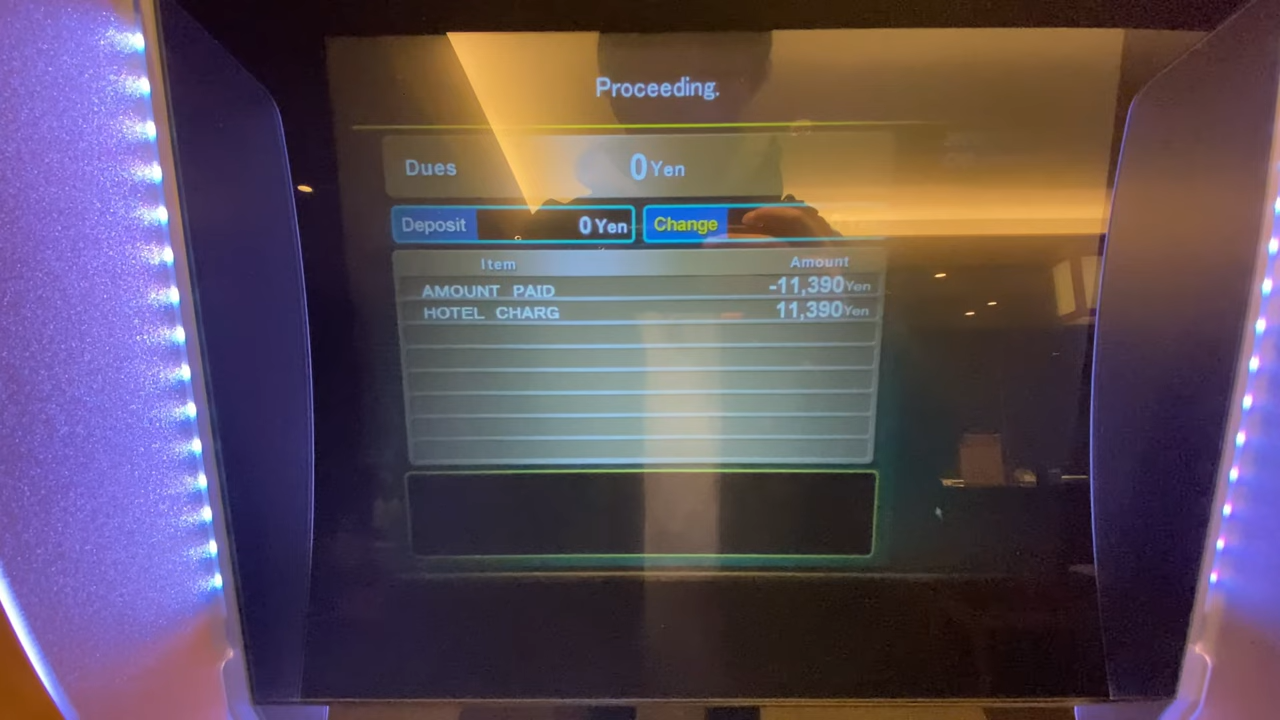 Proceeding.
Dues 0 Yen
Deposit 0 Yen Change
Item Amount
AMOUNT PAID -11,390 Yen
HOTEL CHARG 11,390 Yen